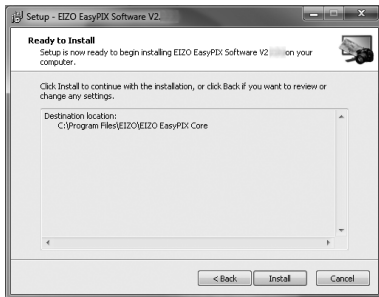 Setup - EIZO EasyPIX Software V2.
Ready to Install
Setup is now ready to begin installing EIZO EasyPIX Software V2 on your
computer.
Click Install to continue with the installation, or click Back if you want to review or
change any settings.
Destination location:
C:\Program Files\EIZO\EIZO EasyPIX Core
< Back
Install
Cancel